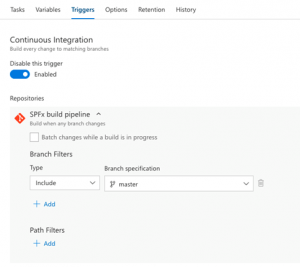 Tasks Variables Triggers Options Retention History
Continuous Integration
Build every change to matching branches
Disable this trigger
Enabled
Repositories
SPFx build pipeline
Build when any branch changes
Batch changes while a build is in progress
Branch Filters
Type Branch specification
Include master
+ Add
Path Filters
+ Add